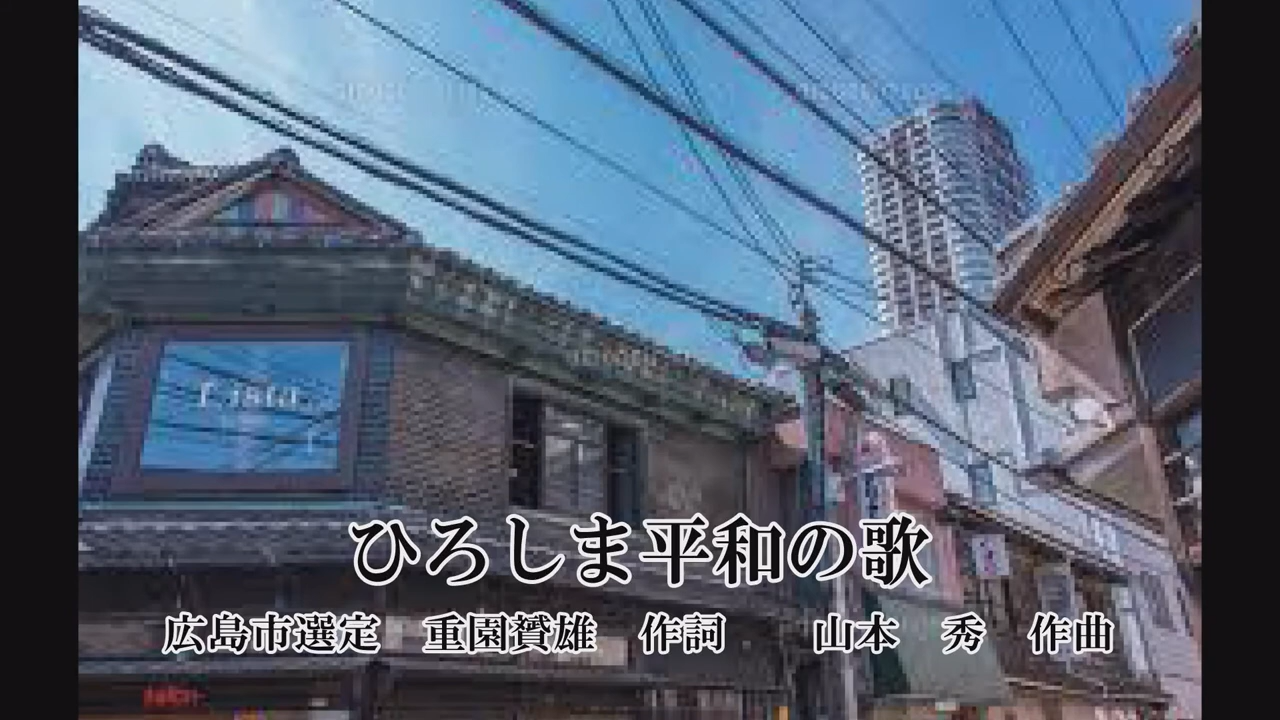 Lista.
ひろしま平和の歌
広島市選定　重園贇雄　作詞　　山本　秀　作曲